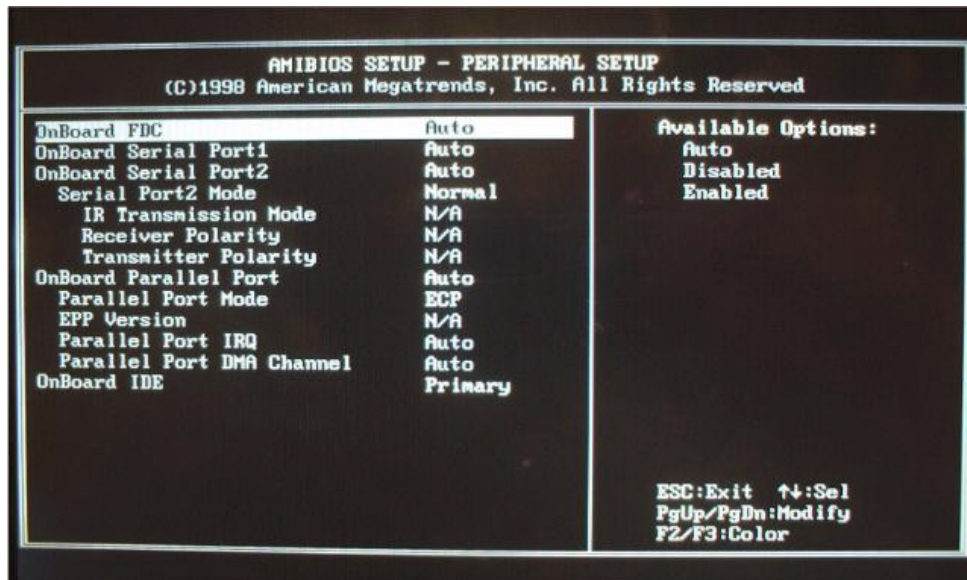 AMIBIOS SETUP - PERIPHERAL SETUP
(C)1998 American Megatrends, Inc. All Rights Reserved
OnBoard FDC Auto
OnBoard Serial Port1 Auto
OnBoard Serial Port2 Auto
Serial Port2 Mode Normal
IR Transmission Mode N/A
Receiver Polarity N/A
Transmitter Polarity N/A
OnBoard Parallel Port Auto
Parallel Port Mode ECP
EPP Version N/A
Parallel Port IRQ Auto
Parallel Port DMA Channel Auto
OnBoard IDE Primary
Available Options:
Auto
Disabled
Enabled
ESC:Exit ↑↓:Sel
PgUp/PgDn:Modify
F2/F3:Color